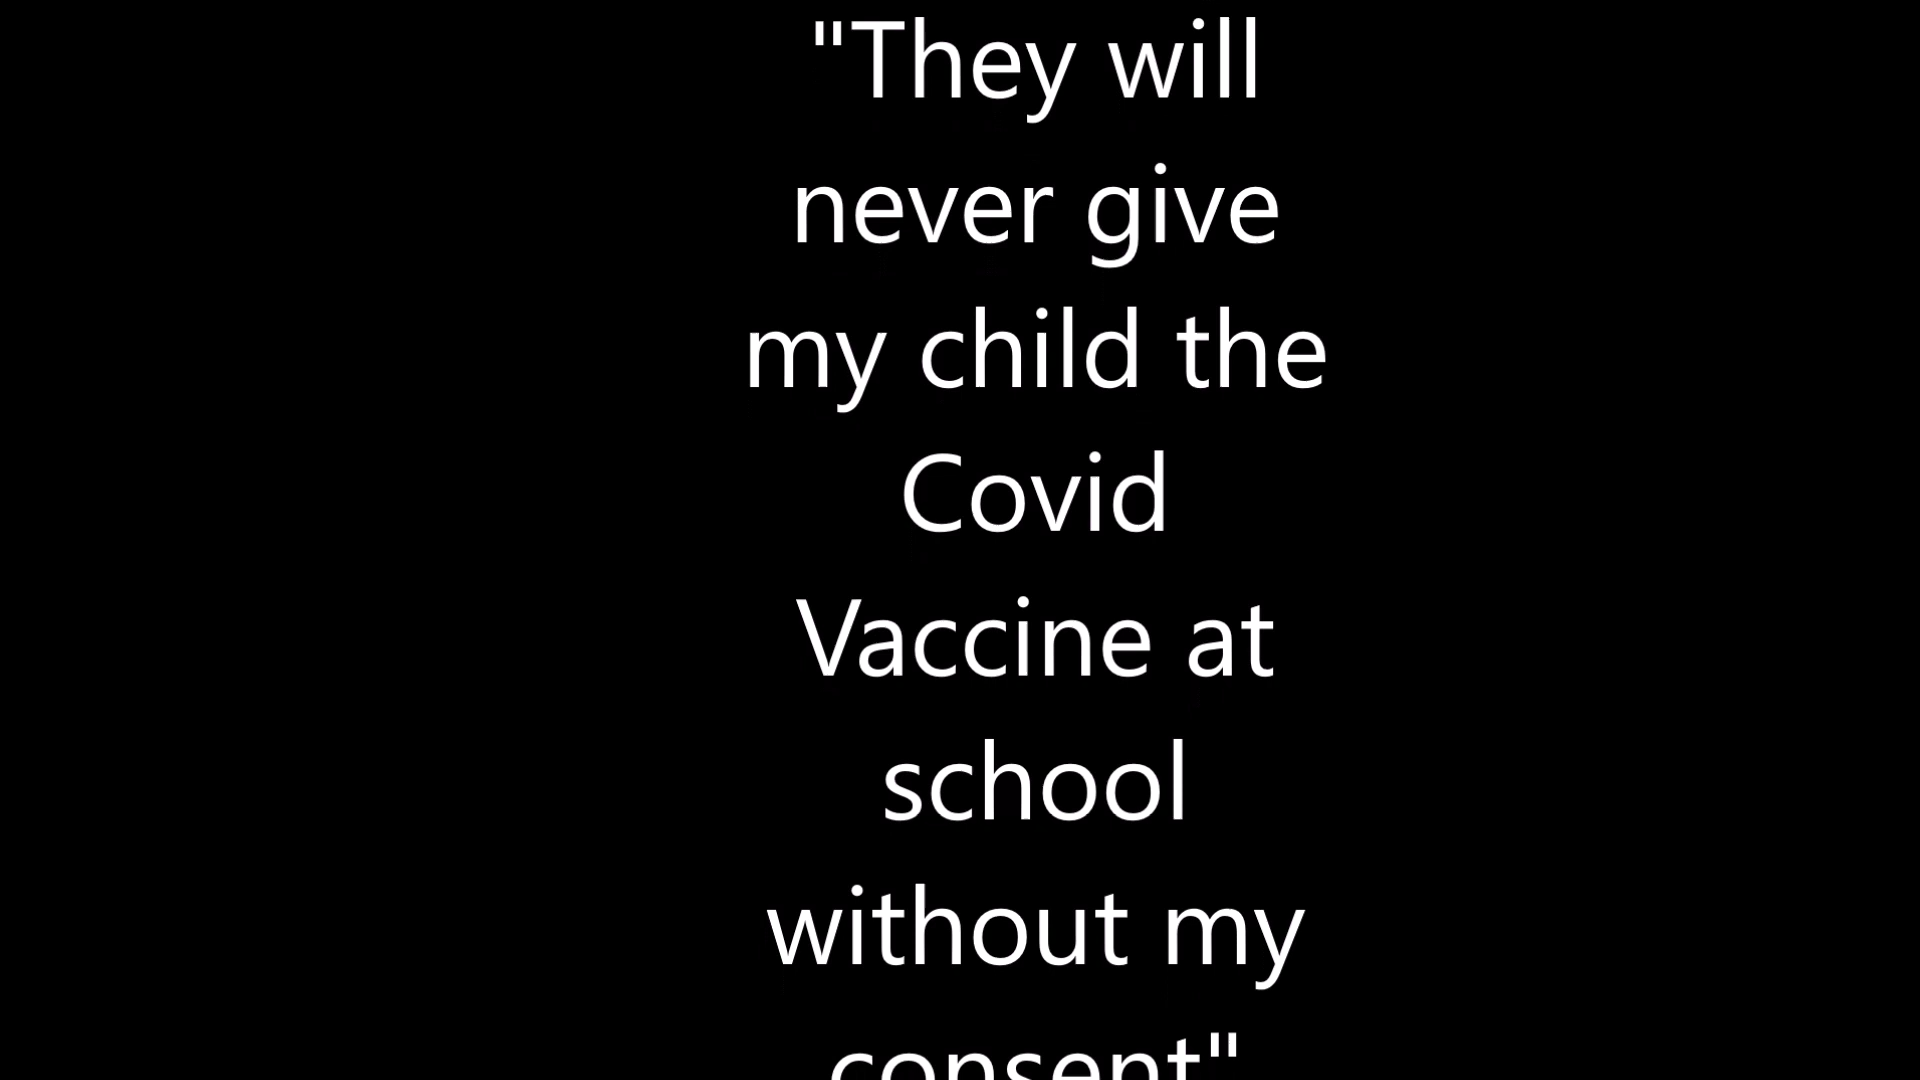 "They will
never give
my child the
Covid
Vaccine at
school
without my
consent"